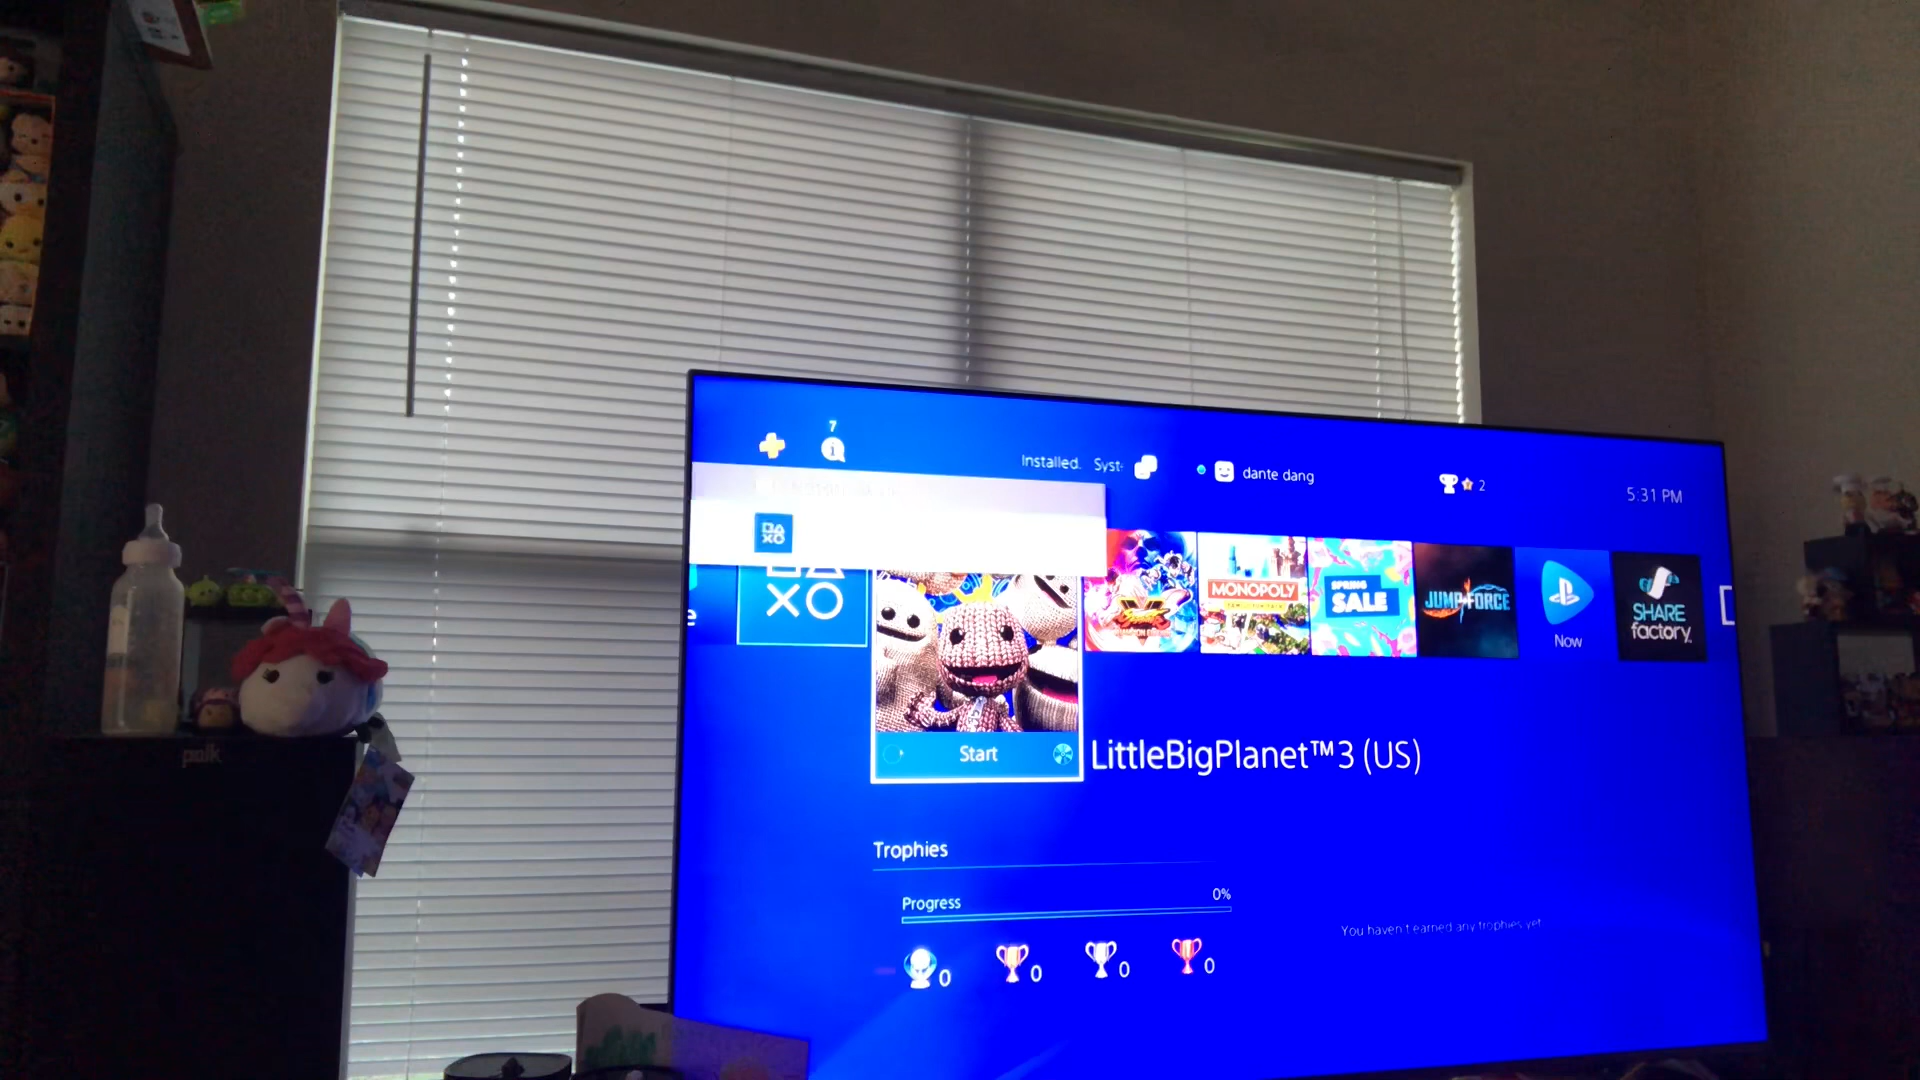 7
Installed. Syst
dante dang
2
5:31 PM
MONOPOLY
SPRING
SALE
JUMP FORCE
Now
SHARE
factory
Start
LittleBigPlanet™3 (US)
Trophies
Progress
0%
You haven't earned any trophies yet
0
0
0
0
polk